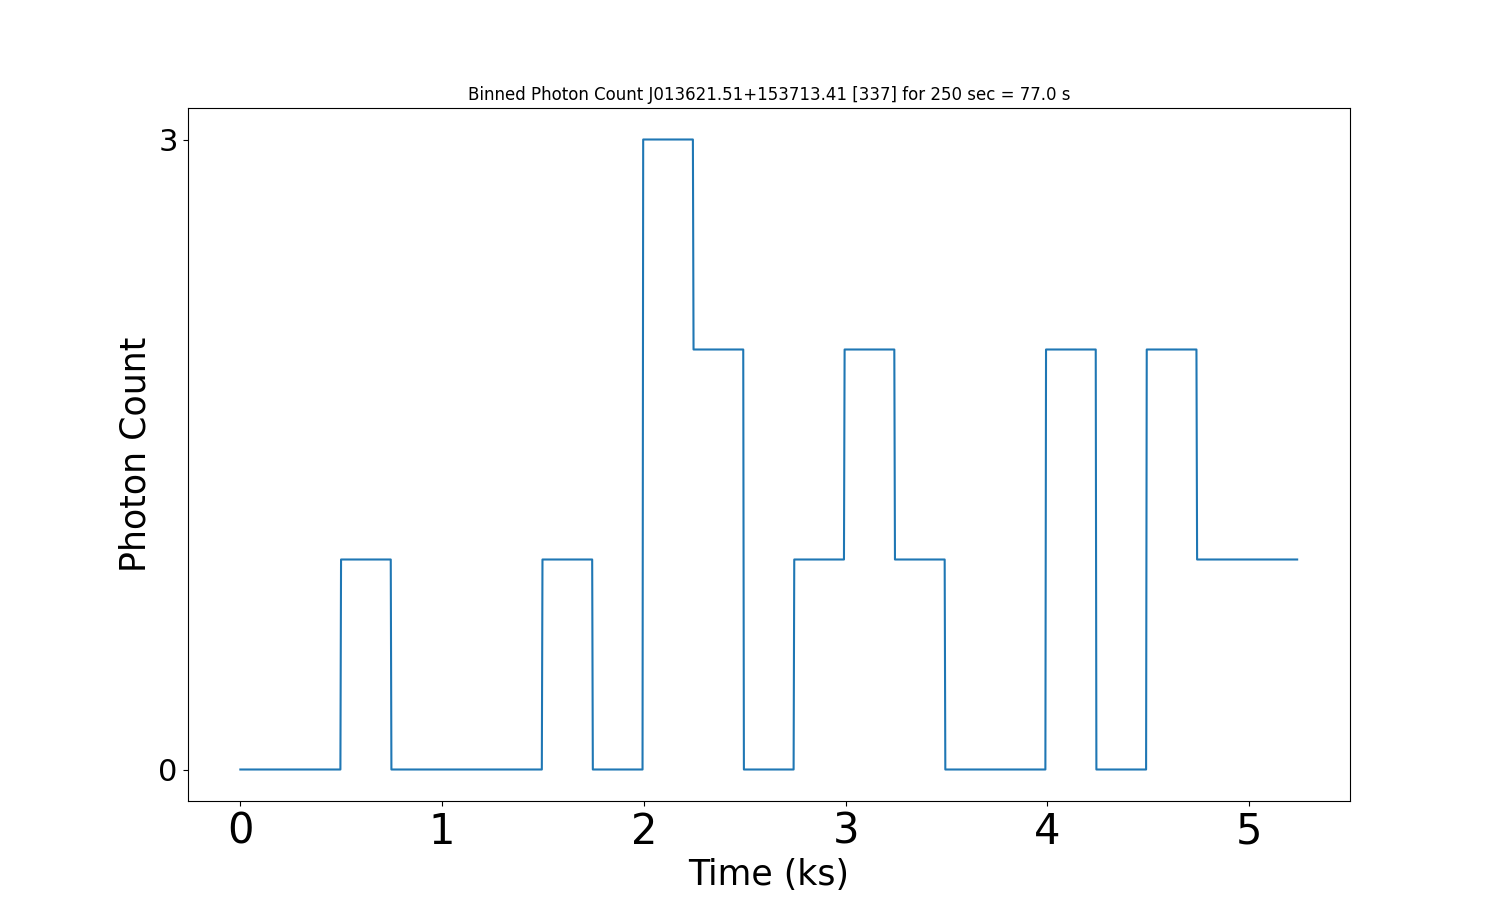 Binned Photon Count J013621.51+153713.41 [337] for 250 sec = 77.0 s
3
Photon Count
0
0 1 2 3 4 5
Time (ks)